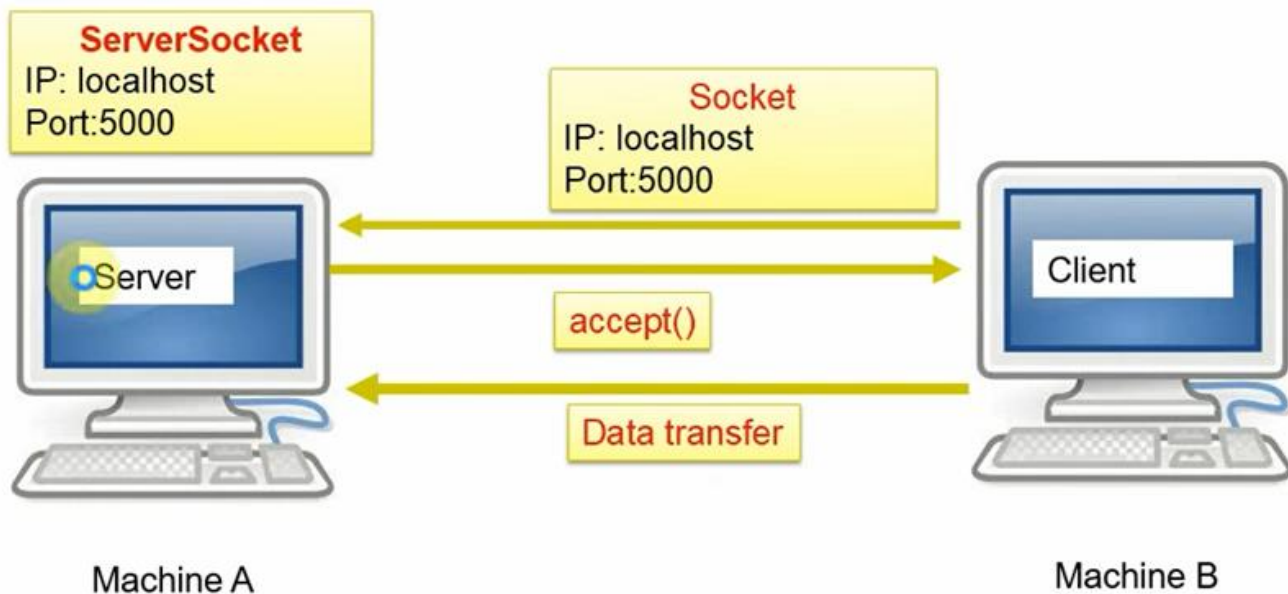 ServerSocket
IP: localhost
Port:5000
Socket
IP: localhost
Port:5000
Server
Client
accept()
Data transfer
Machine A
Machine B